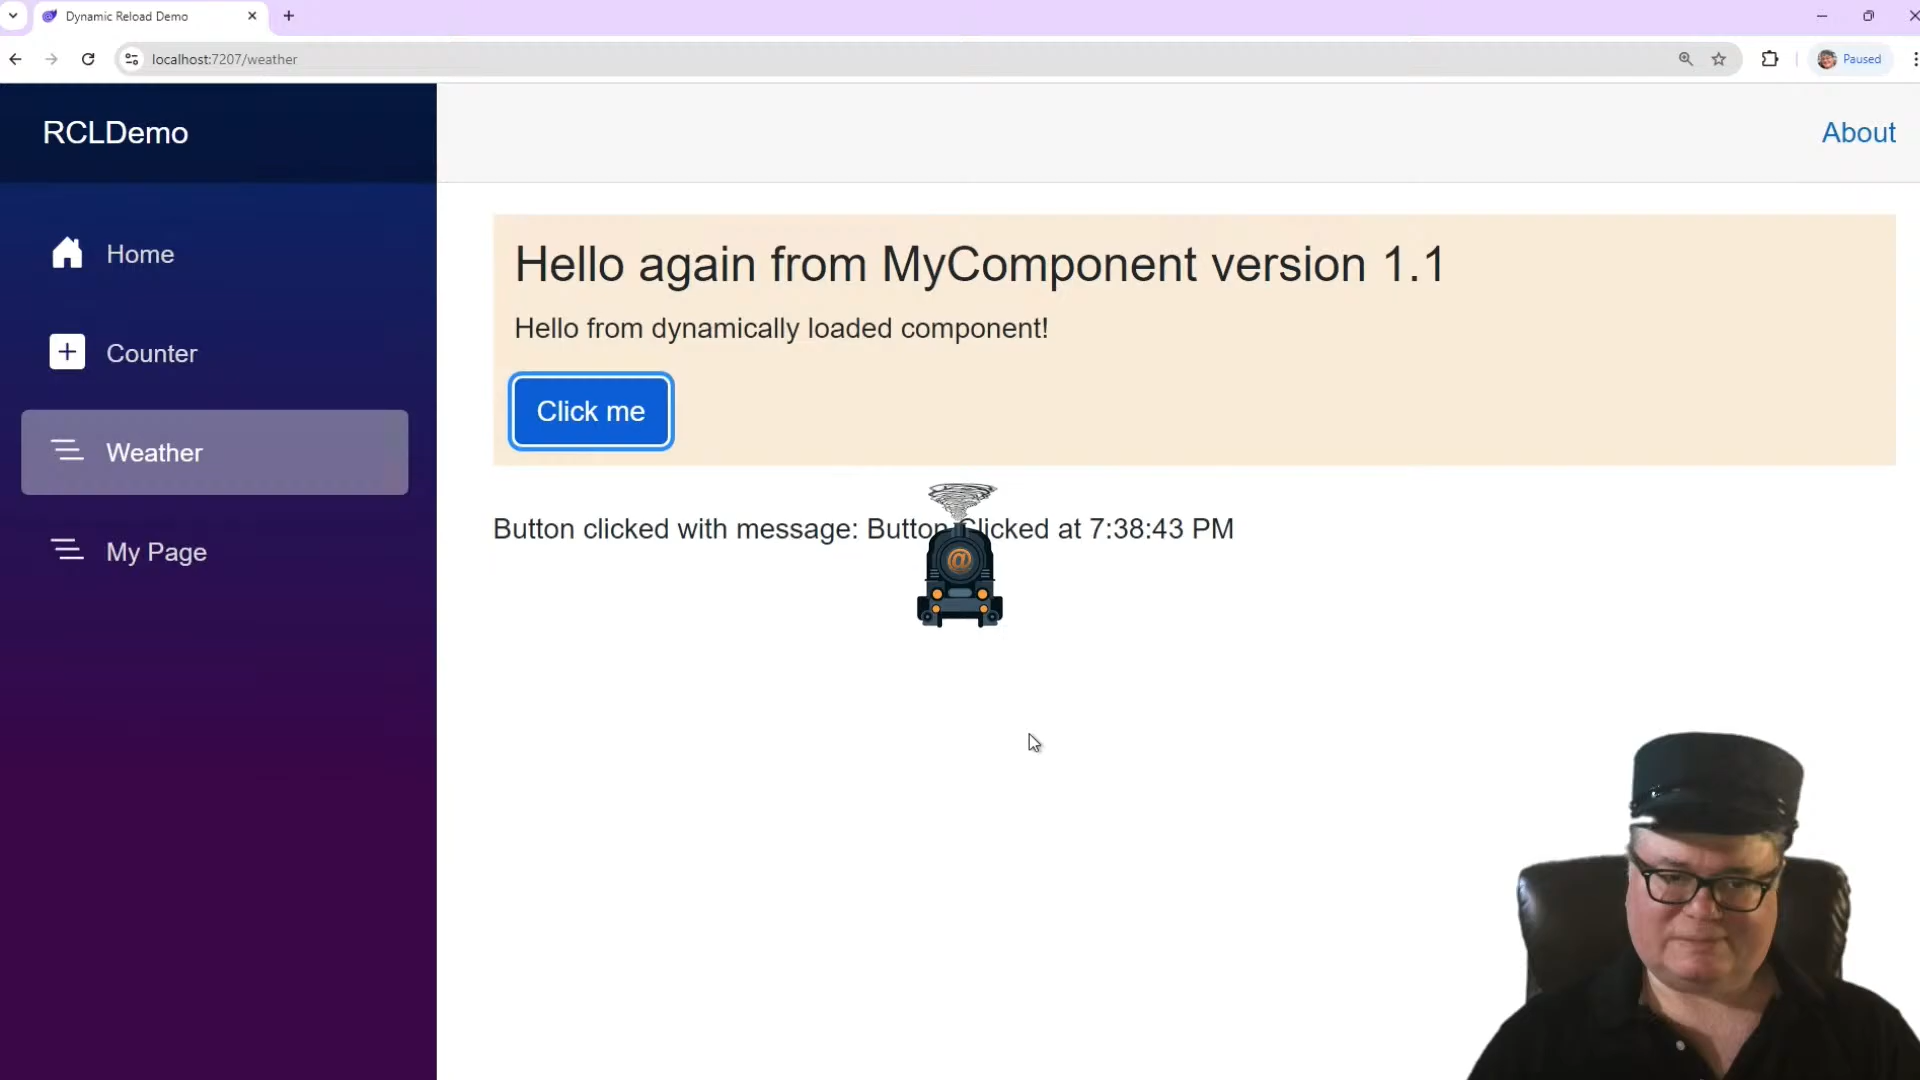 Dynamic Reload Demo
localhost:7207/weather
Paused
RCLDemo
About
Home
Counter
Weather
My Page
Hello again from MyComponent version 1.1
Hello from dynamically loaded component!
Click me
Button clicked with message: Button Clicked at 7:38:43 PM
@